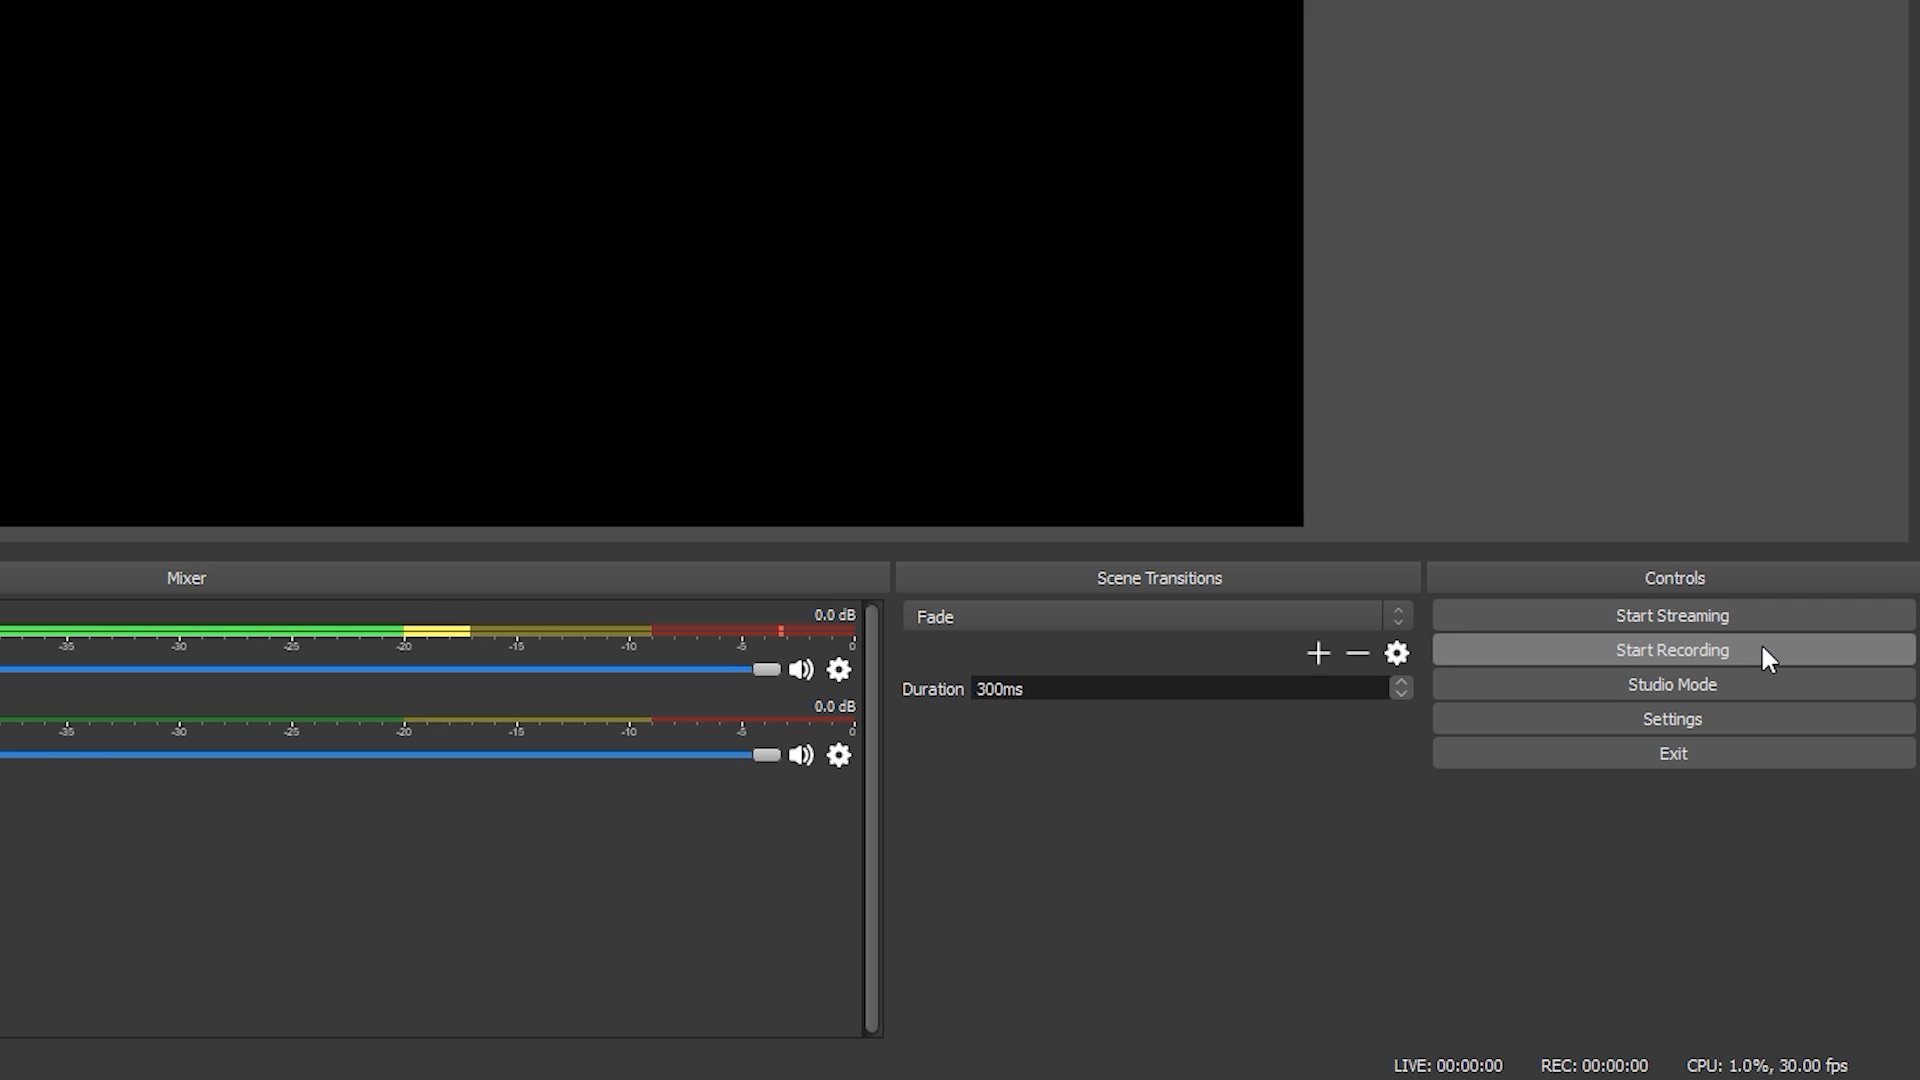 Mixer
Scene Transitions
Controls
0.0 dB
-35 -30 -25 -20 -15 -10 -5 0
0.0 dB
-35 -30 -25 -20 -15 -10 -5 0
Fade
Duration 300ms
Start Streaming
Start Recording
Studio Mode
Settings
Exit
LIVE: 00:00:00 REC: 00:00:00 CPU: 1.0%, 30.00 fps